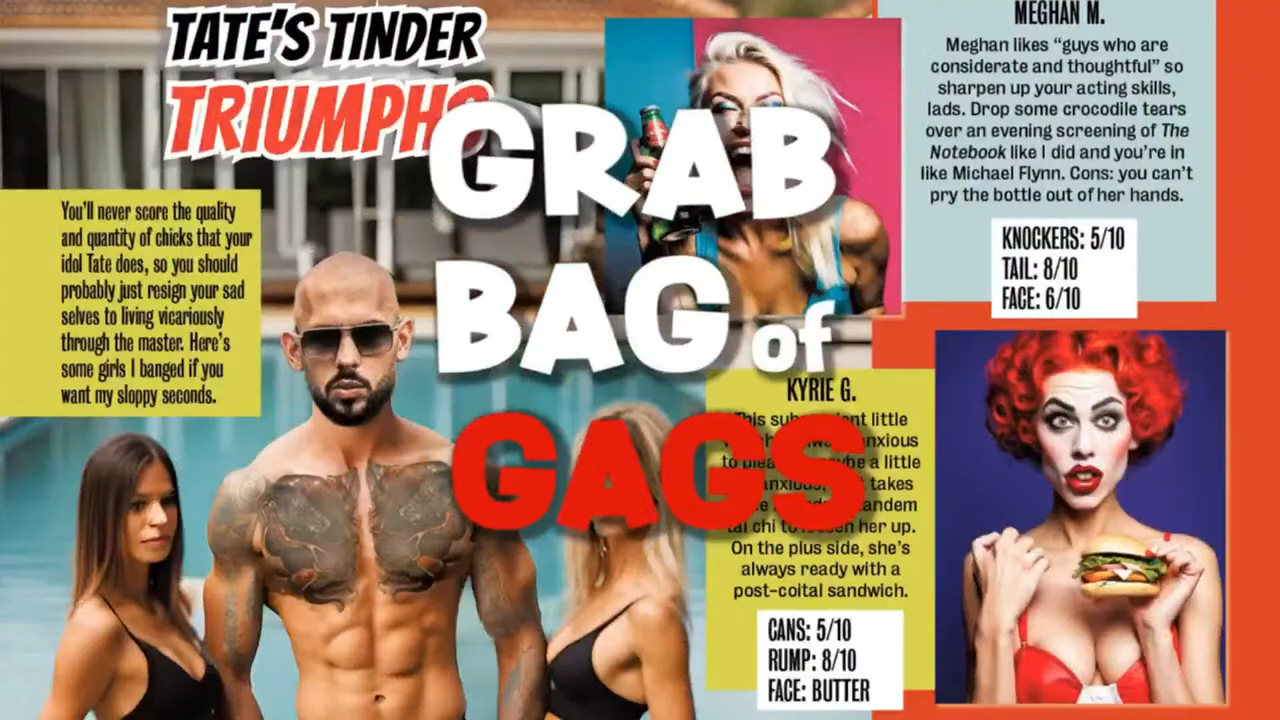 TATE'S TINDER
You'll never score the quality
and quantity of chicks that your
idol Tate does, so you should
probably just resign your sad
selves to living vicariously
through the master. Here's
some girls I banged if you
want my sloppy seconds.
GRAB
BAG of
GAGS
MEGHAN M.
Meghan likes "guys who are
considerate and thoughtful" so
sharpen up your acting skills,
lads. Drop some crocodile tears
over an evening screening of The
Notebook like I did and you're in
like Michael Flynn. Cons: you can't
pry the bottle out of her hands.
KNOCKERS: 5/10
TAIL: 8/10
FACE: 6/10
KYRIE G.
This little
anxious
to a little
takes
tai chi to her up.
On the plus side, she's
always ready with a
post-coital sandwich.
CANS: 5/10
RUMP: 8/10
FACE: BUTTER